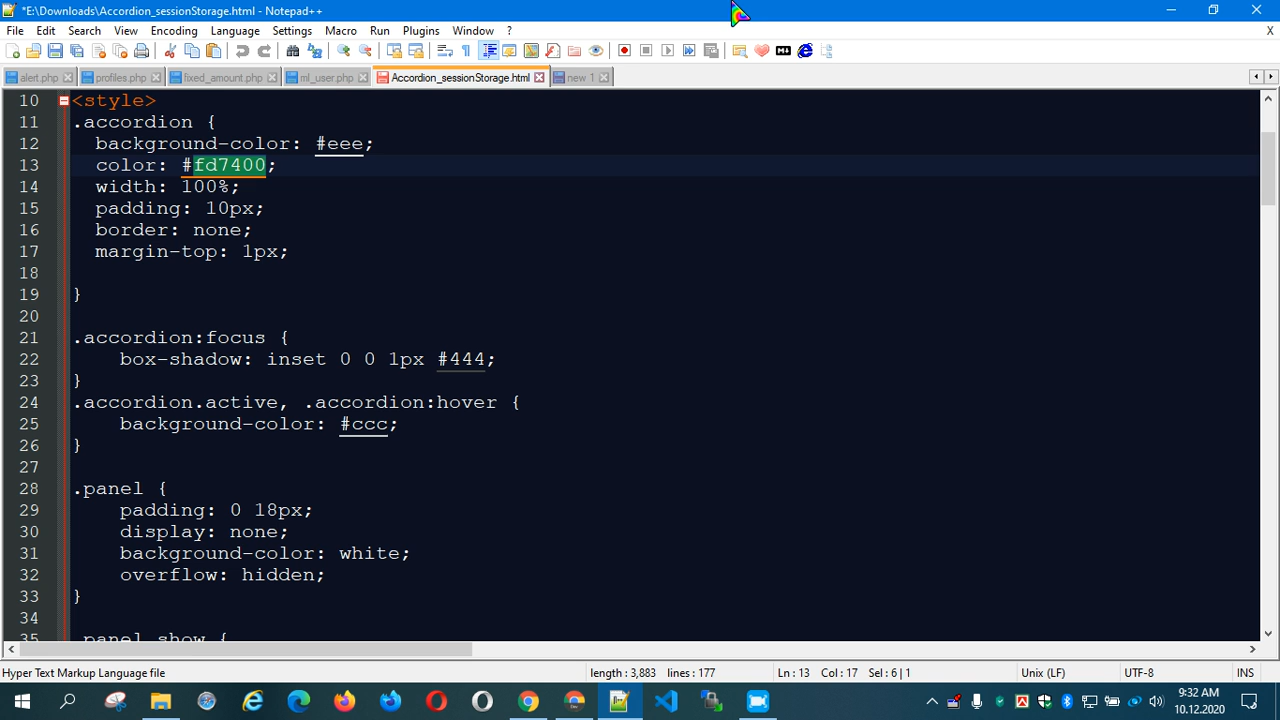 *E:\Downloads\Accordion_sessionStorage.html - Notepad++
File Edit Search View Encoding Language Settings Macro Run Plugins Window ? X
alert.php profiles.php fixed_amount.php ml_user.php Accordion_sessionStorage.html new 1
10 <style>
11 .accordion {
12 background-color: #eee;
13 color: #fd7400;
14 width: 100%;
15 padding: 10px;
16 border: none;
17 margin-top: 1px;
18
19 }
20
21 .accordion:focus {
22 box-shadow: inset 0 0 1px #444;
23 }
24 .accordion.active, .accordion:hover {
25 background-color: #ccc;
26 }
27
28 .panel {
29 padding: 0 18px;
30 display: none;
31 background-color: white;
32 overflow: hidden;
33 }
34
35 .panel.show {
Hyper Text Markup Language file length : 3,883 lines : 177 Ln : 13 Col : 17 Sel : 6 | 1 Unix (LF) UTF-8 INS
9:32 AM
10.12.2020